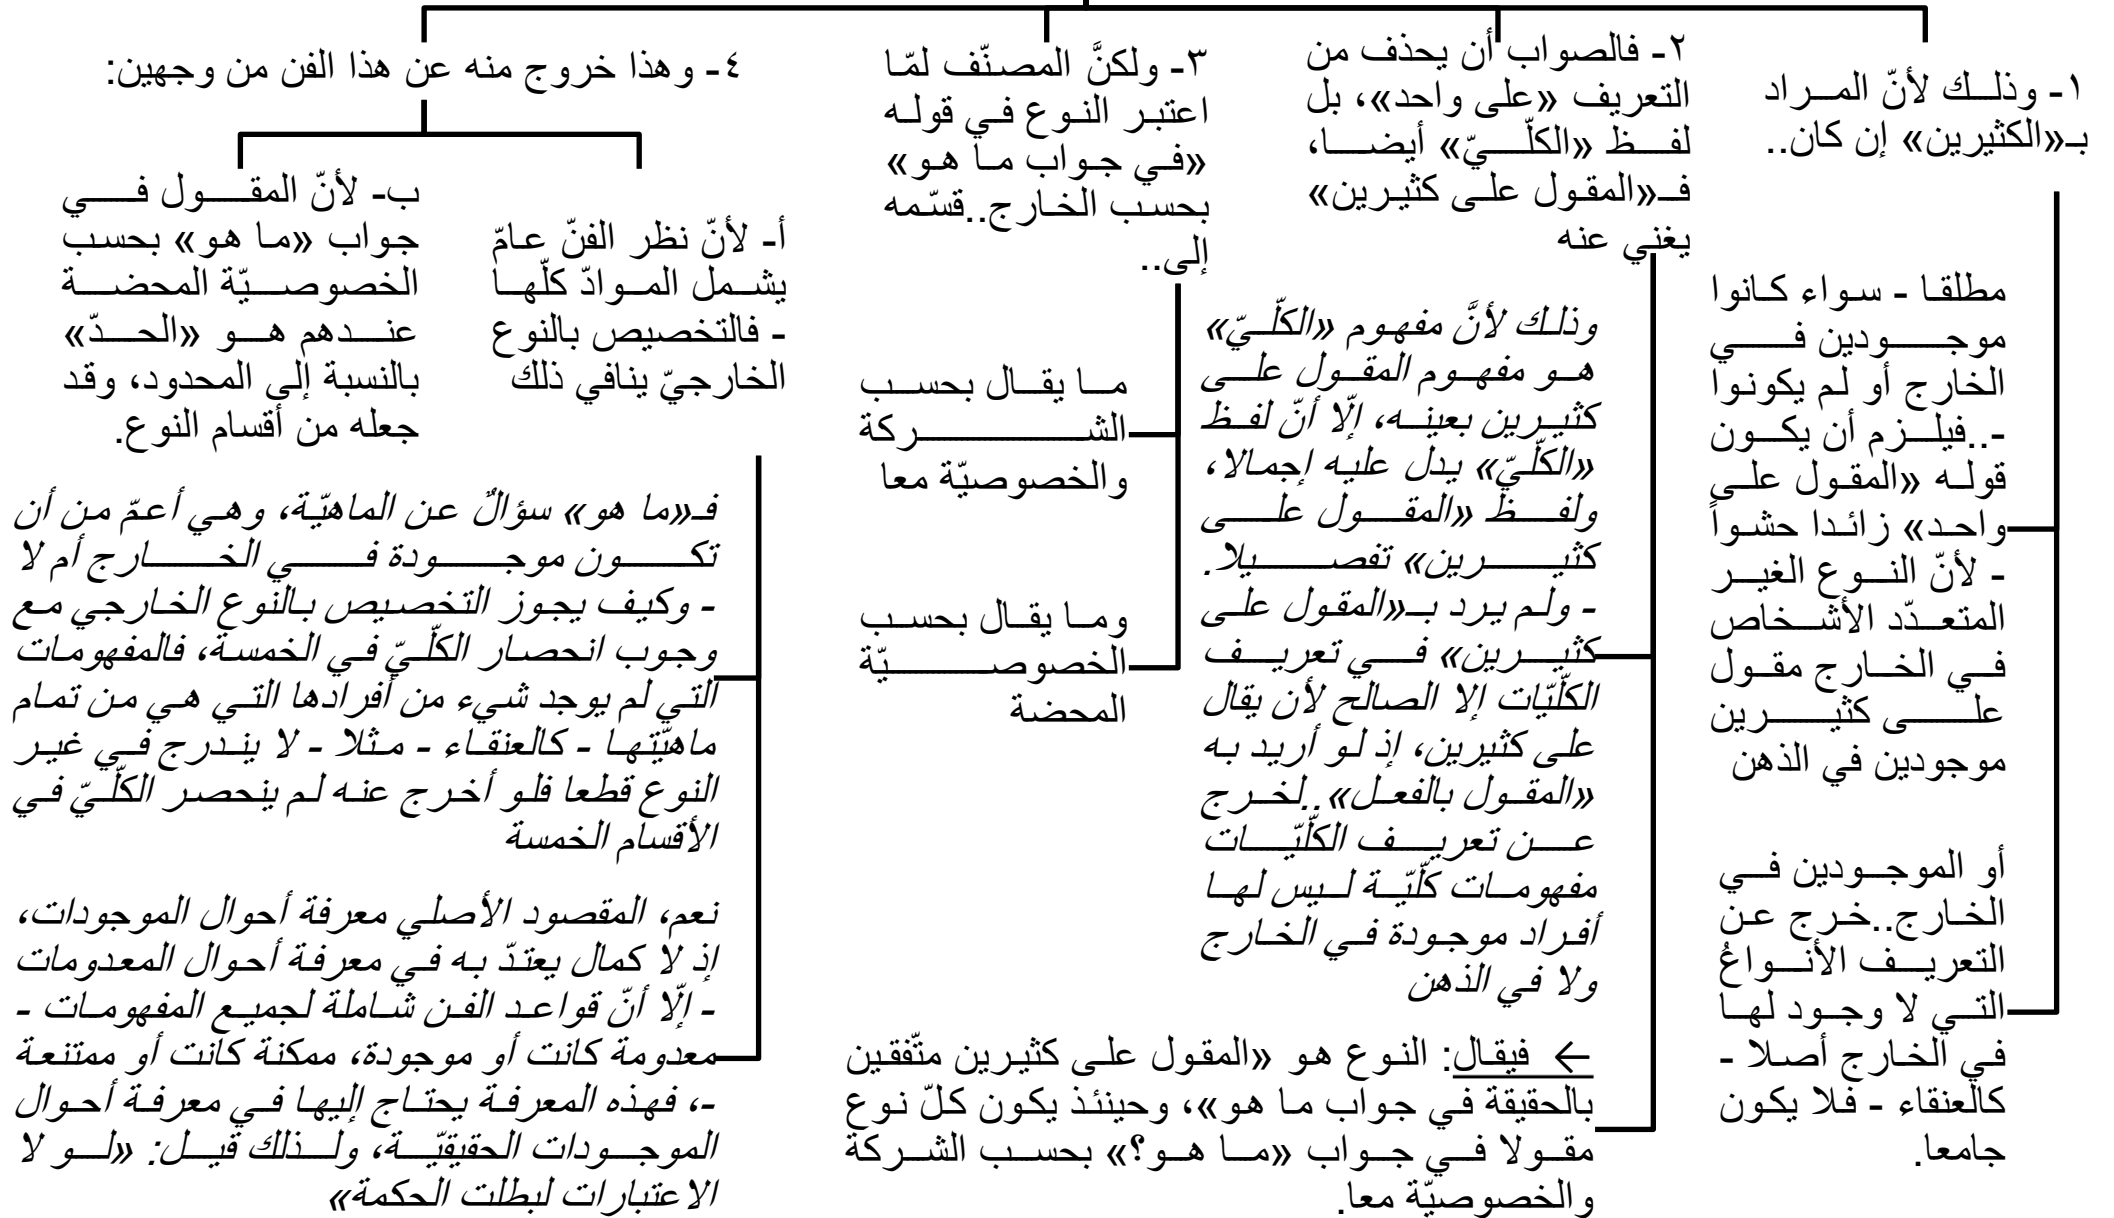 ١- وذلك لأنّ المراد
بـ«الكثيرين» إن كان..
مطلقا - سواء كانوا
موجودين في
الخارج أو لم يكونوا
-..فيلزم أن يكون
قوله «المقول على
واحد» زائدا حشواً
- لأنّ النوع الغير
المتعدّد الأشخاص
في الخارج مقول
على كثيرين
موجودين في الذهن
أو الموجودين في
الخارج..خرج عن
التعريف الأنواعُ
التي لا وجود لها
في الخارج أصلا -
كالعنقاء - فلا يكون
جامعا.
٢- فالصواب أن يحذف من
التعريف «على واحد»، بل
لفظ «الكلّيّ» أيضا،
فـ«المقول على كثيرين»
يغني عنه
وذلك لأنَّ مفهوم «الكلّيّ»
هو مفهوم المقول على
كثيرين بعينه، إلّا أنّ لفظ
«الكلّيّ» يدل عليه إجمالا،
ولفظ «المقول على
كثيرين» تفصيلا.
- ولم يرد بـ«المقول على
كثيرين» في تعريف
الكلّيّات إلا الصالح لأن يقال
على كثيرين، إذ لو أريد به
«المقول بالفعل»..لخرج
عن تعريف الكلّيّات
مفهومات كلّيّة ليس لها
أفراد موجودة في الخارج
ولا في الذهن
← فيقال: النوع هو «المقول على كثيرين متّفقين
بالحقيقة في جواب ما هو»، وحينئذ يكون كلّ نوع
مقولا في جواب «ما هو؟» بحسب الشركة
والخصوصيّة معا.
٣- ولكنَّ المصنّف لمّا
اعتبر النوع في قوله
«في جواب ما هو»
بحسب الخارج..قسّمه
إلى..
ما يقال بحسب
الشركة
والخصوصيّة معا
وما يقال بحسب
الخصوصيّة
المحضة
٤- وهذا خروج منه عن هذا الفن من وجهين:
أ- لأنّ نظر الفنّ عامّ
يشمل الموادّ كلّها
- فالتخصيص بالنوع
الخارجيّ ينافي ذلك
ب- لأنّ المقول في
جواب «ما هو» بحسب
الخصوصيّة المحضة
عندهم هو «الحدّ»
بالنسبة إلى المحدود، وقد
جعله من أقسام النوع.
فـ«ما هو» سؤالٌ عن الماهيّة، وهي أعمّ من أن
تكون موجودة في الخارج أم لا
- وكيف يجوز التخصيص بالنوع الخارجي مع
وجوب انحصار الكلّيّ في الخمسة، فالمفهومات
التي لم يوجد شيء من أفرادها التي هي من تمام
ماهيّتها - كالعنقاء - مثلا - لا يندرج في غير
النوع قطعا فلو أخرج عنه لم ينحصر الكلّيّ في
الأقسام الخمسة
نعم، المقصود الأصلي معرفة أحوال الموجودات،
إذ لا كمال يعتدّ به في معرفة أحوال المعدومات
- إلّا أنّ قواعد الفن شاملة لجميع المفهومات -
معدومة كانت أو موجودة، ممكنة كانت أو ممتنعة
-، فهذه المعرفة يحتاج إليها في معرفة أحوال
الموجودات الحقيقيّة، ولذلك قيل: «لو لا
الاعتبارات لبطلت الحكمة»